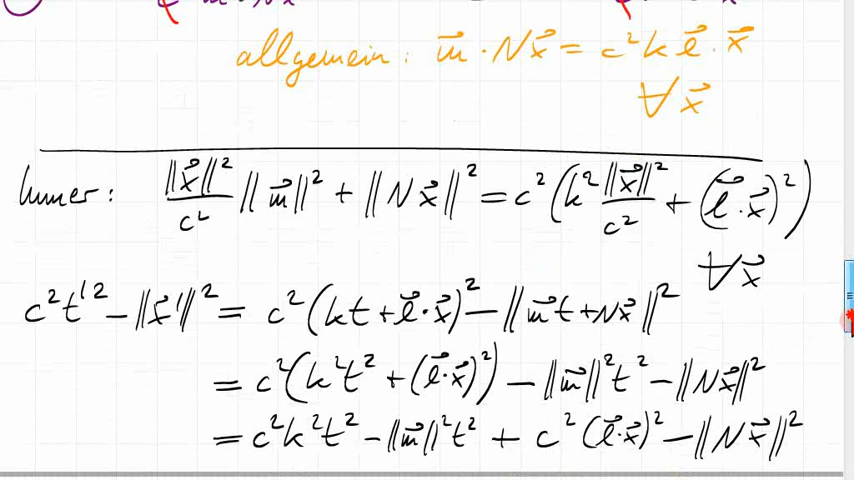 allgemein: m⃗ · Nx⃗ = c²k l⃗ · x⃗
∀ x⃗
Immer: ‖x⃗‖²/c² ‖m⃗‖² + ‖Nx⃗‖² = c²(k² ‖x⃗‖²/c² + (l⃗·x⃗)²)
∀ x⃗
c²t'² − ‖x⃗'‖² = c²(kt + l⃗·x⃗)² − ‖m⃗t + Nx⃗‖²
= c²(k²t² + (l⃗·x⃗)²) − ‖m⃗‖²t² − ‖Nx⃗‖²
= c²k²t² − ‖m⃗‖²t² + c²(l⃗·x⃗)² − ‖Nx⃗‖²